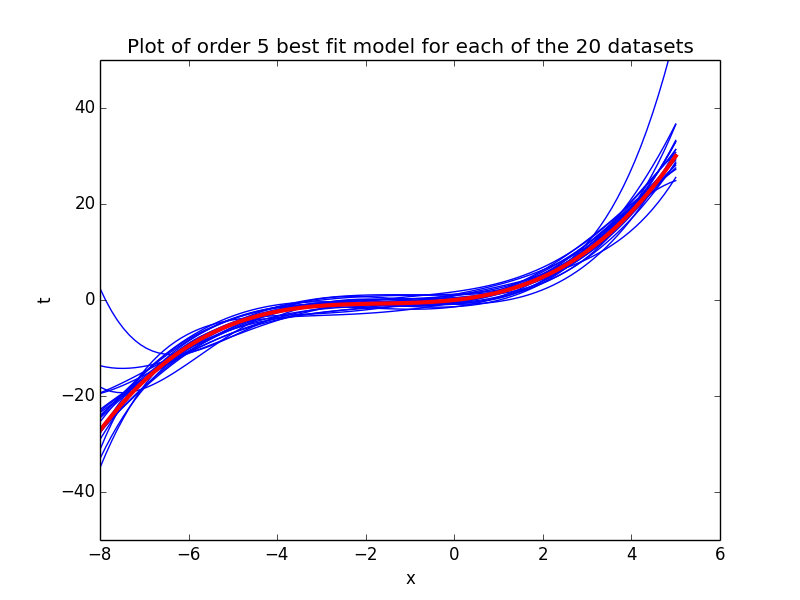 Plot of order 5 best fit model for each of the 20 datasets
40
20
0
−20
−40
t
−8 −6 −4 −2 0 2 4 6
x